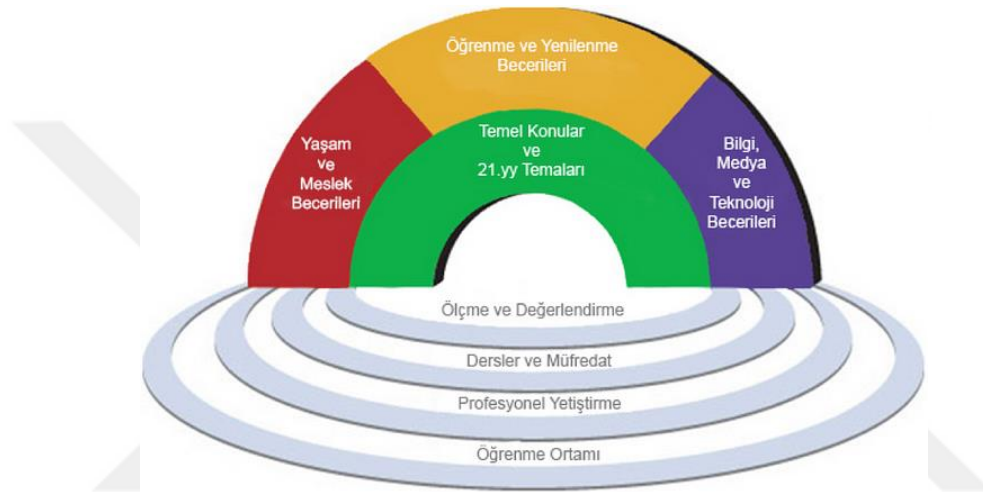 Öğrenme ve Yenilenme
Becerileri
Yaşam
ve
Meslek
Becerileri
Temel Konular
ve
21.yy Temaları
Bilgi,
Medya
ve
Teknoloji
Becerileri
Ölçme ve Değerlendirme
Dersler ve Müfredat
Profesyonel Yetiştirme
Öğrenme Ortamı